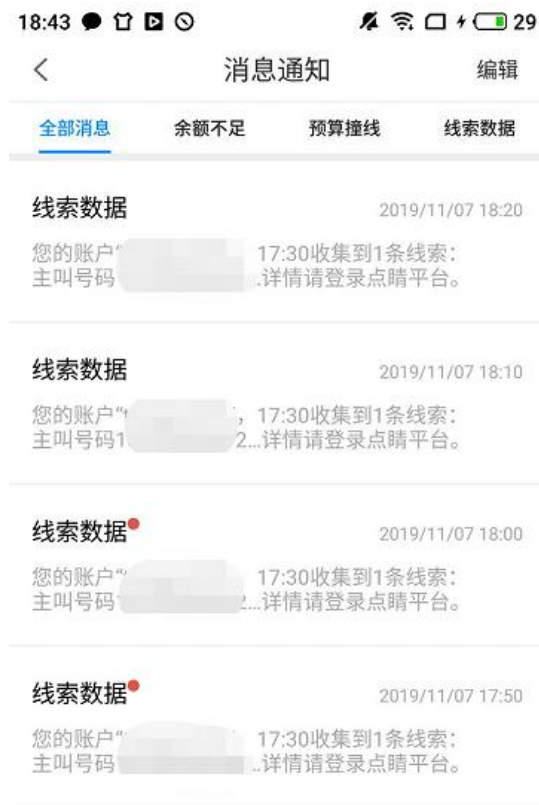 18:43 29
消息通知 编辑
全部消息 余额不足 预算撞线 线索数据
线索数据 2019/11/07 18:20
您的账户“ 17:30收集到1条线索：
主叫号码 ...详情请登录点睛平台。
线索数据 2019/11/07 18:10
您的账户“ ，17:30收集到1条线索：
主叫号码1 2...详情请登录点睛平台。
线索数据 2019/11/07 18:00
您的账户“ 17:30收集到1条线索：
主叫号码 ...详情请登录点睛平台。
线索数据 2019/11/07 17:50
您的账户“ 17:30收集到1条线索：
主叫号码 ...详情请登录点睛平台。